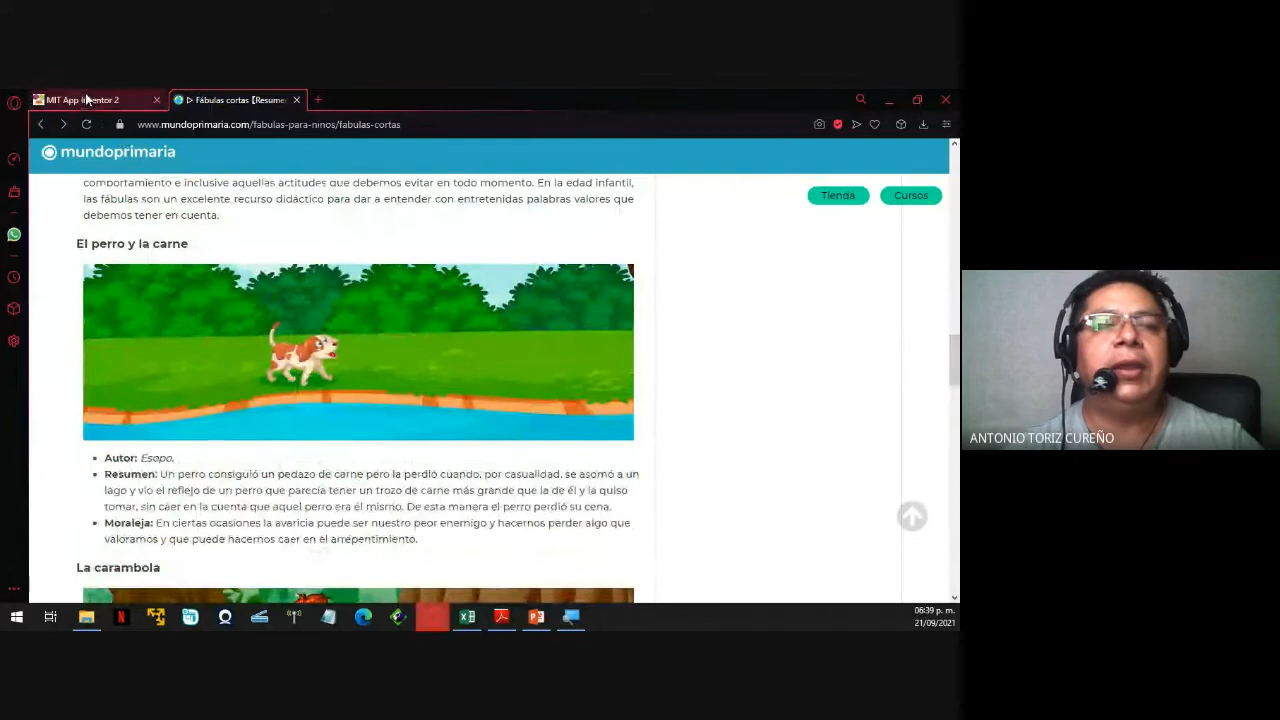 MIT App Inventor 2
Fábulas cortas【Resume
www.mundoprimaria.com/fabulas-para-ninos/fabulas-cortas
mundoprimaria
Tienda
Cursos
comportamiento e inclusive aquellas actitudes que debemos evitar en todo momento. En la edad infantil,
las fábulas son un excelente recurso didáctico para dar a entender con entretenidas palabras valores que
debemos tener en cuenta.
El perro y la carne
Autor: Esopo.
Resumen: Un perro consiguió un pedazo de carne pero la perdió cuando, por casualidad, se asomó a un
lago y vio el reflejo de un perro que parecía tener un trozo de carne más grande que la de él y la quiso
tomar, sin caer en la cuenta que aquel perro era él mismo. De esta manera el perro perdió su cena.
Moraleja: En ciertas ocasiones la avaricia puede ser nuestro peor enemigo y hacernos perder algo que
valoramos y que puede hacernos caer en el arrepentimiento.
La carambola
ANTONIO TORIZ CUREÑO
06:39 p. m.
21/09/2021